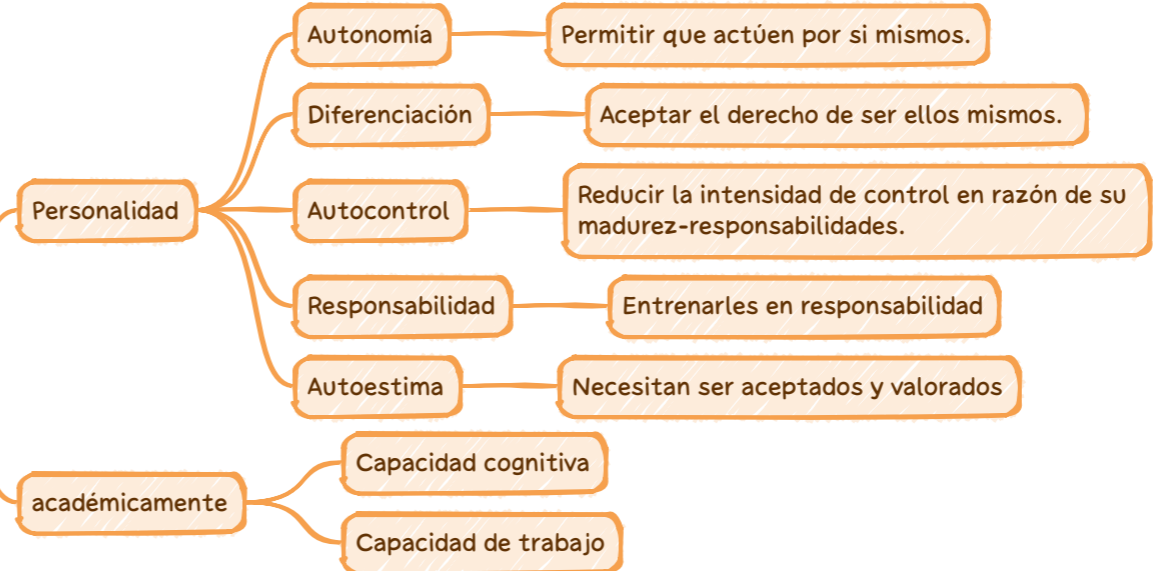 Autonomía
Permitir que actúen por si mismos.
Diferenciación
Aceptar el derecho de ser ellos mismos.
Personalidad
Autocontrol
Reducir la intensidad de control en razón de su
madurez-responsabilidades.
Responsabilidad
Entrenarles en responsabilidad
Autoestima
Necesitan ser aceptados y valorados
académicamente
Capacidad cognitiva
Capacidad de trabajo